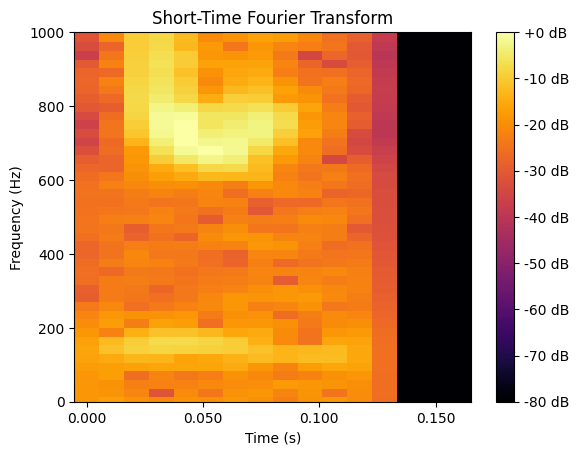 Short-Time Fourier Transform
1000
800
600
400
200
0
Frequency (Hz)
0.000
0.050
0.100
0.150
Time (s)
+0 dB
-10 dB
-20 dB
-30 dB
-40 dB
-50 dB
-60 dB
-70 dB
-80 dB